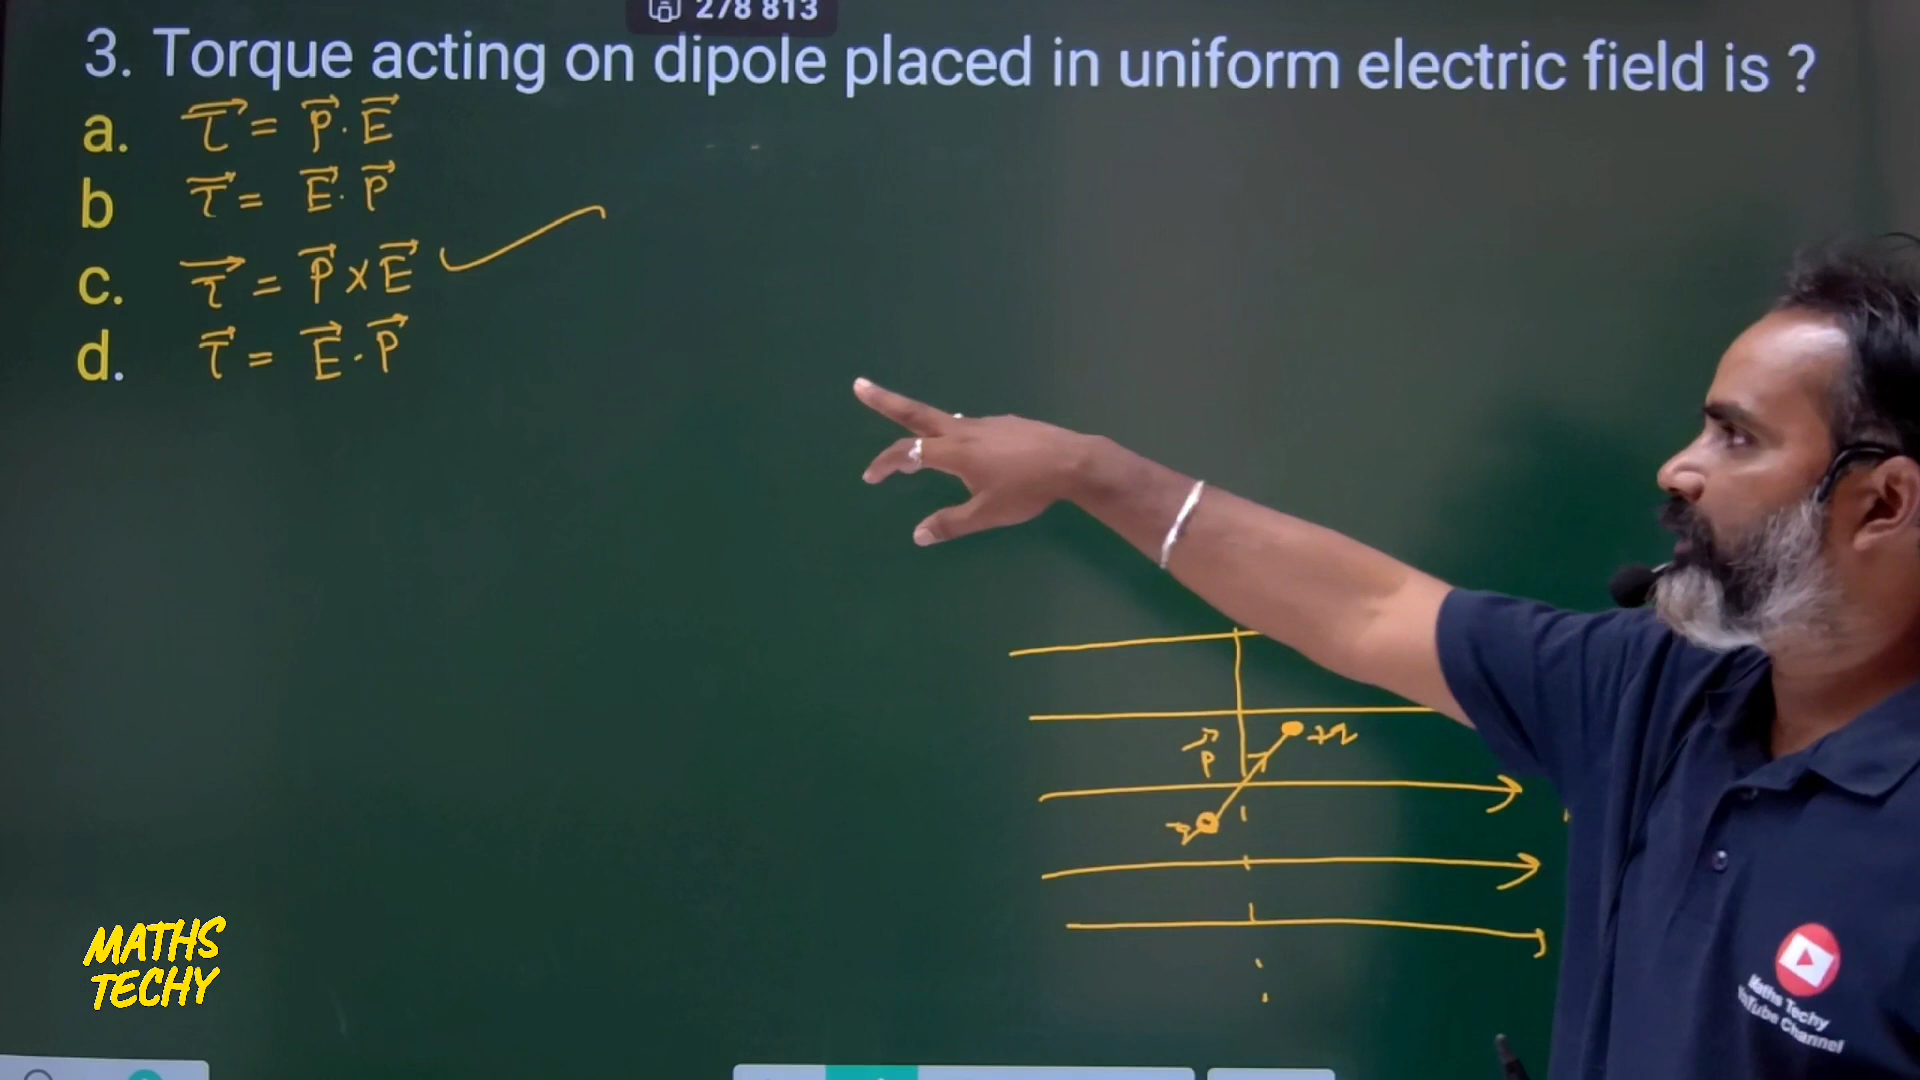 278 813
3. Torque acting on dipole placed in uniform electric field is ?
a. τ⃗ = P⃗ . E⃗
b τ⃗ = E⃗ . P⃗
c. τ⃗ = P⃗ × E⃗
d. τ⃗ = E⃗ . P⃗
P⃗
+q
-q
MATHS
TECHY
Maths Techy
YouTube Channel